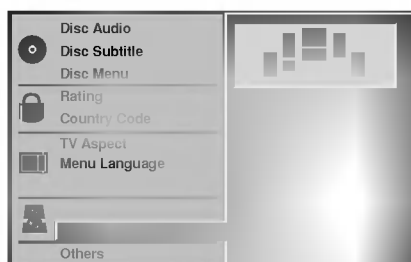 Disc Audio
Disc Subtitle
Disc Menu
Rating
Country Code
TV Aspect
Menu Language
Others